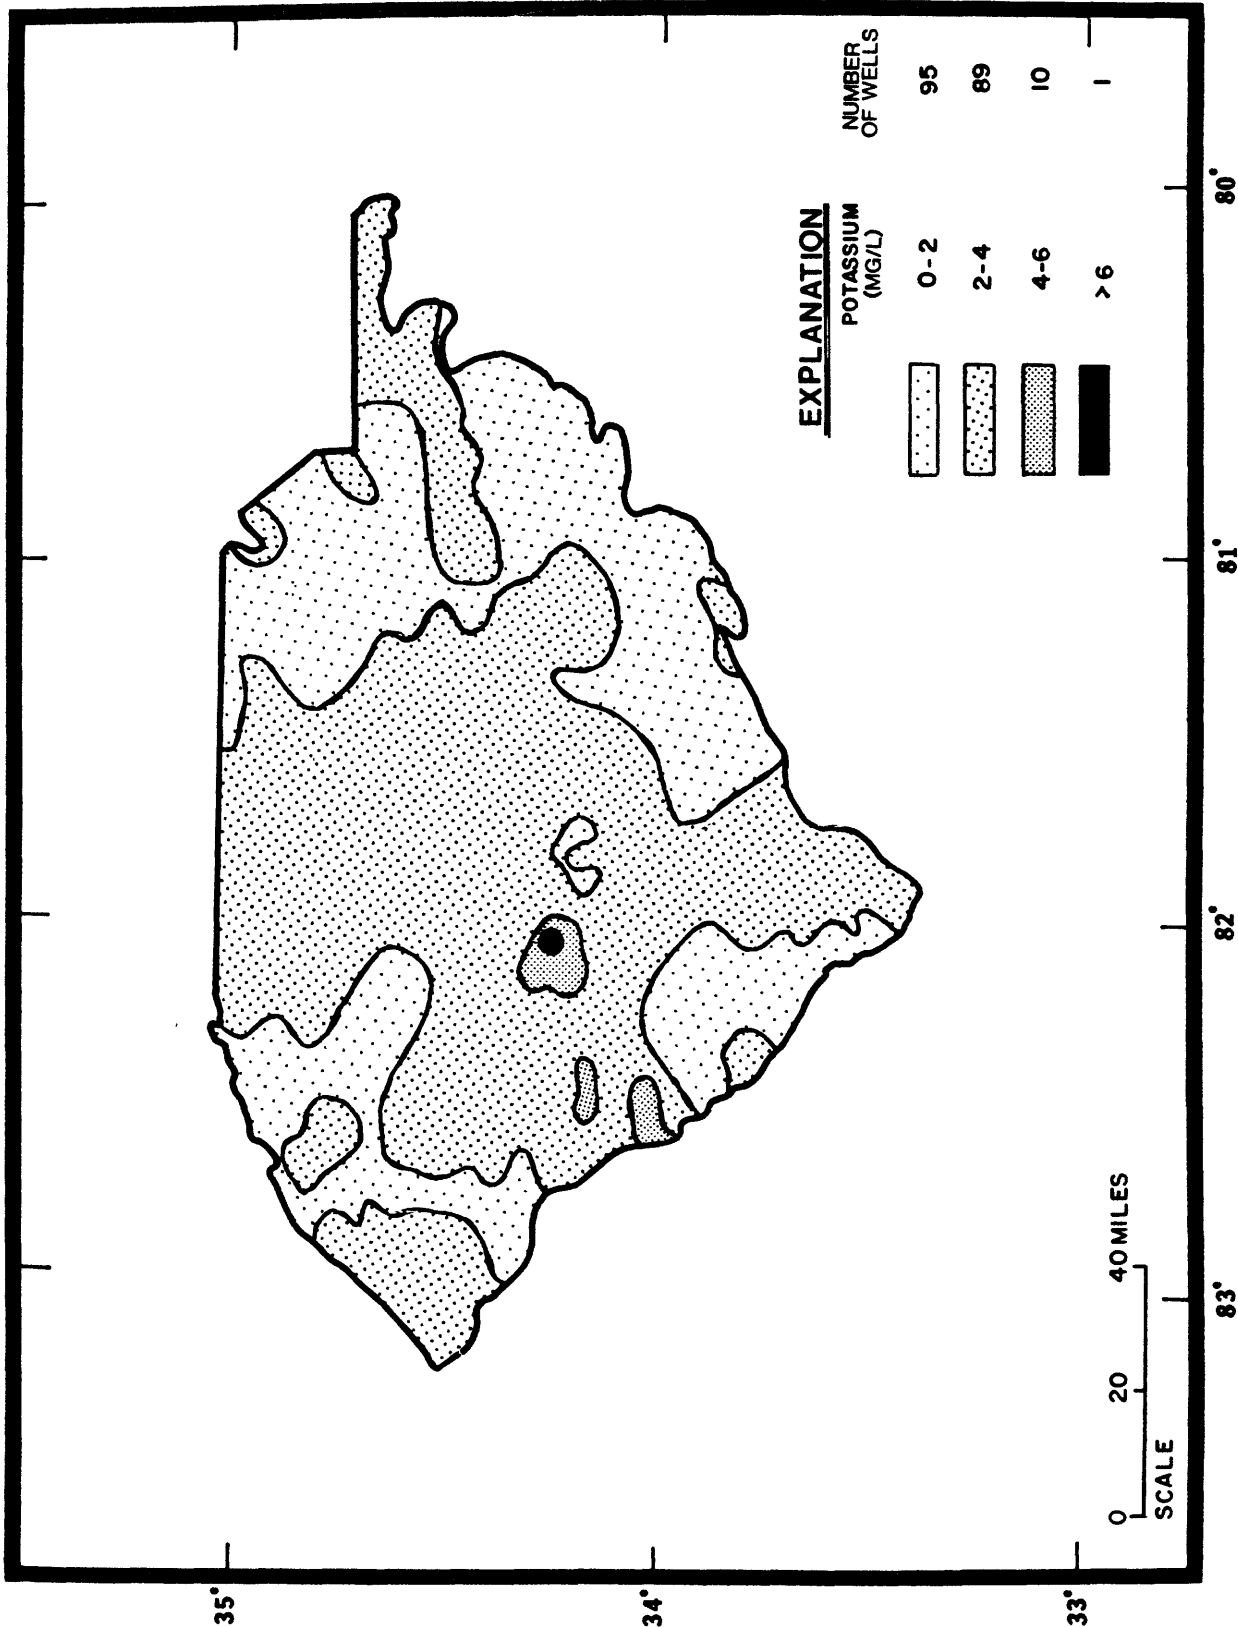 EXPLANATION
POTASSIUM (MG/L) NUMBER OF WELLS
0-2 95
2-4 89
4-6 10
>6 1
35°
34°
33°
83° 82° 81° 80°
0 20 40 MILES
SCALE